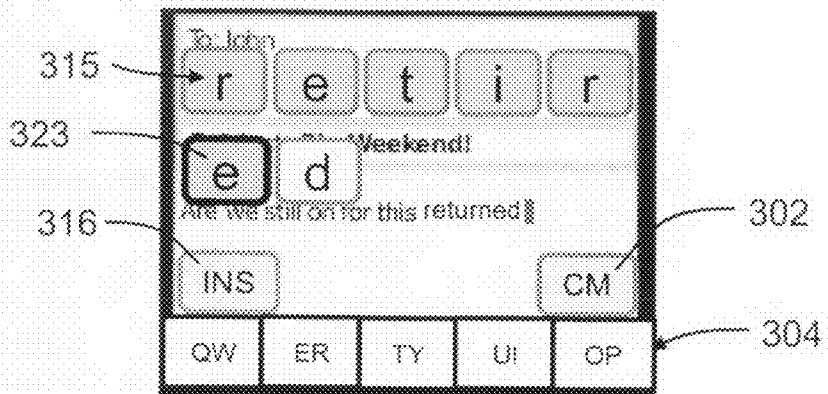 To: John
315
r e t i r
323
Weekend!
e d
Are we still on for this returned
316
302
INS CM
304
QW ER TY UI OP